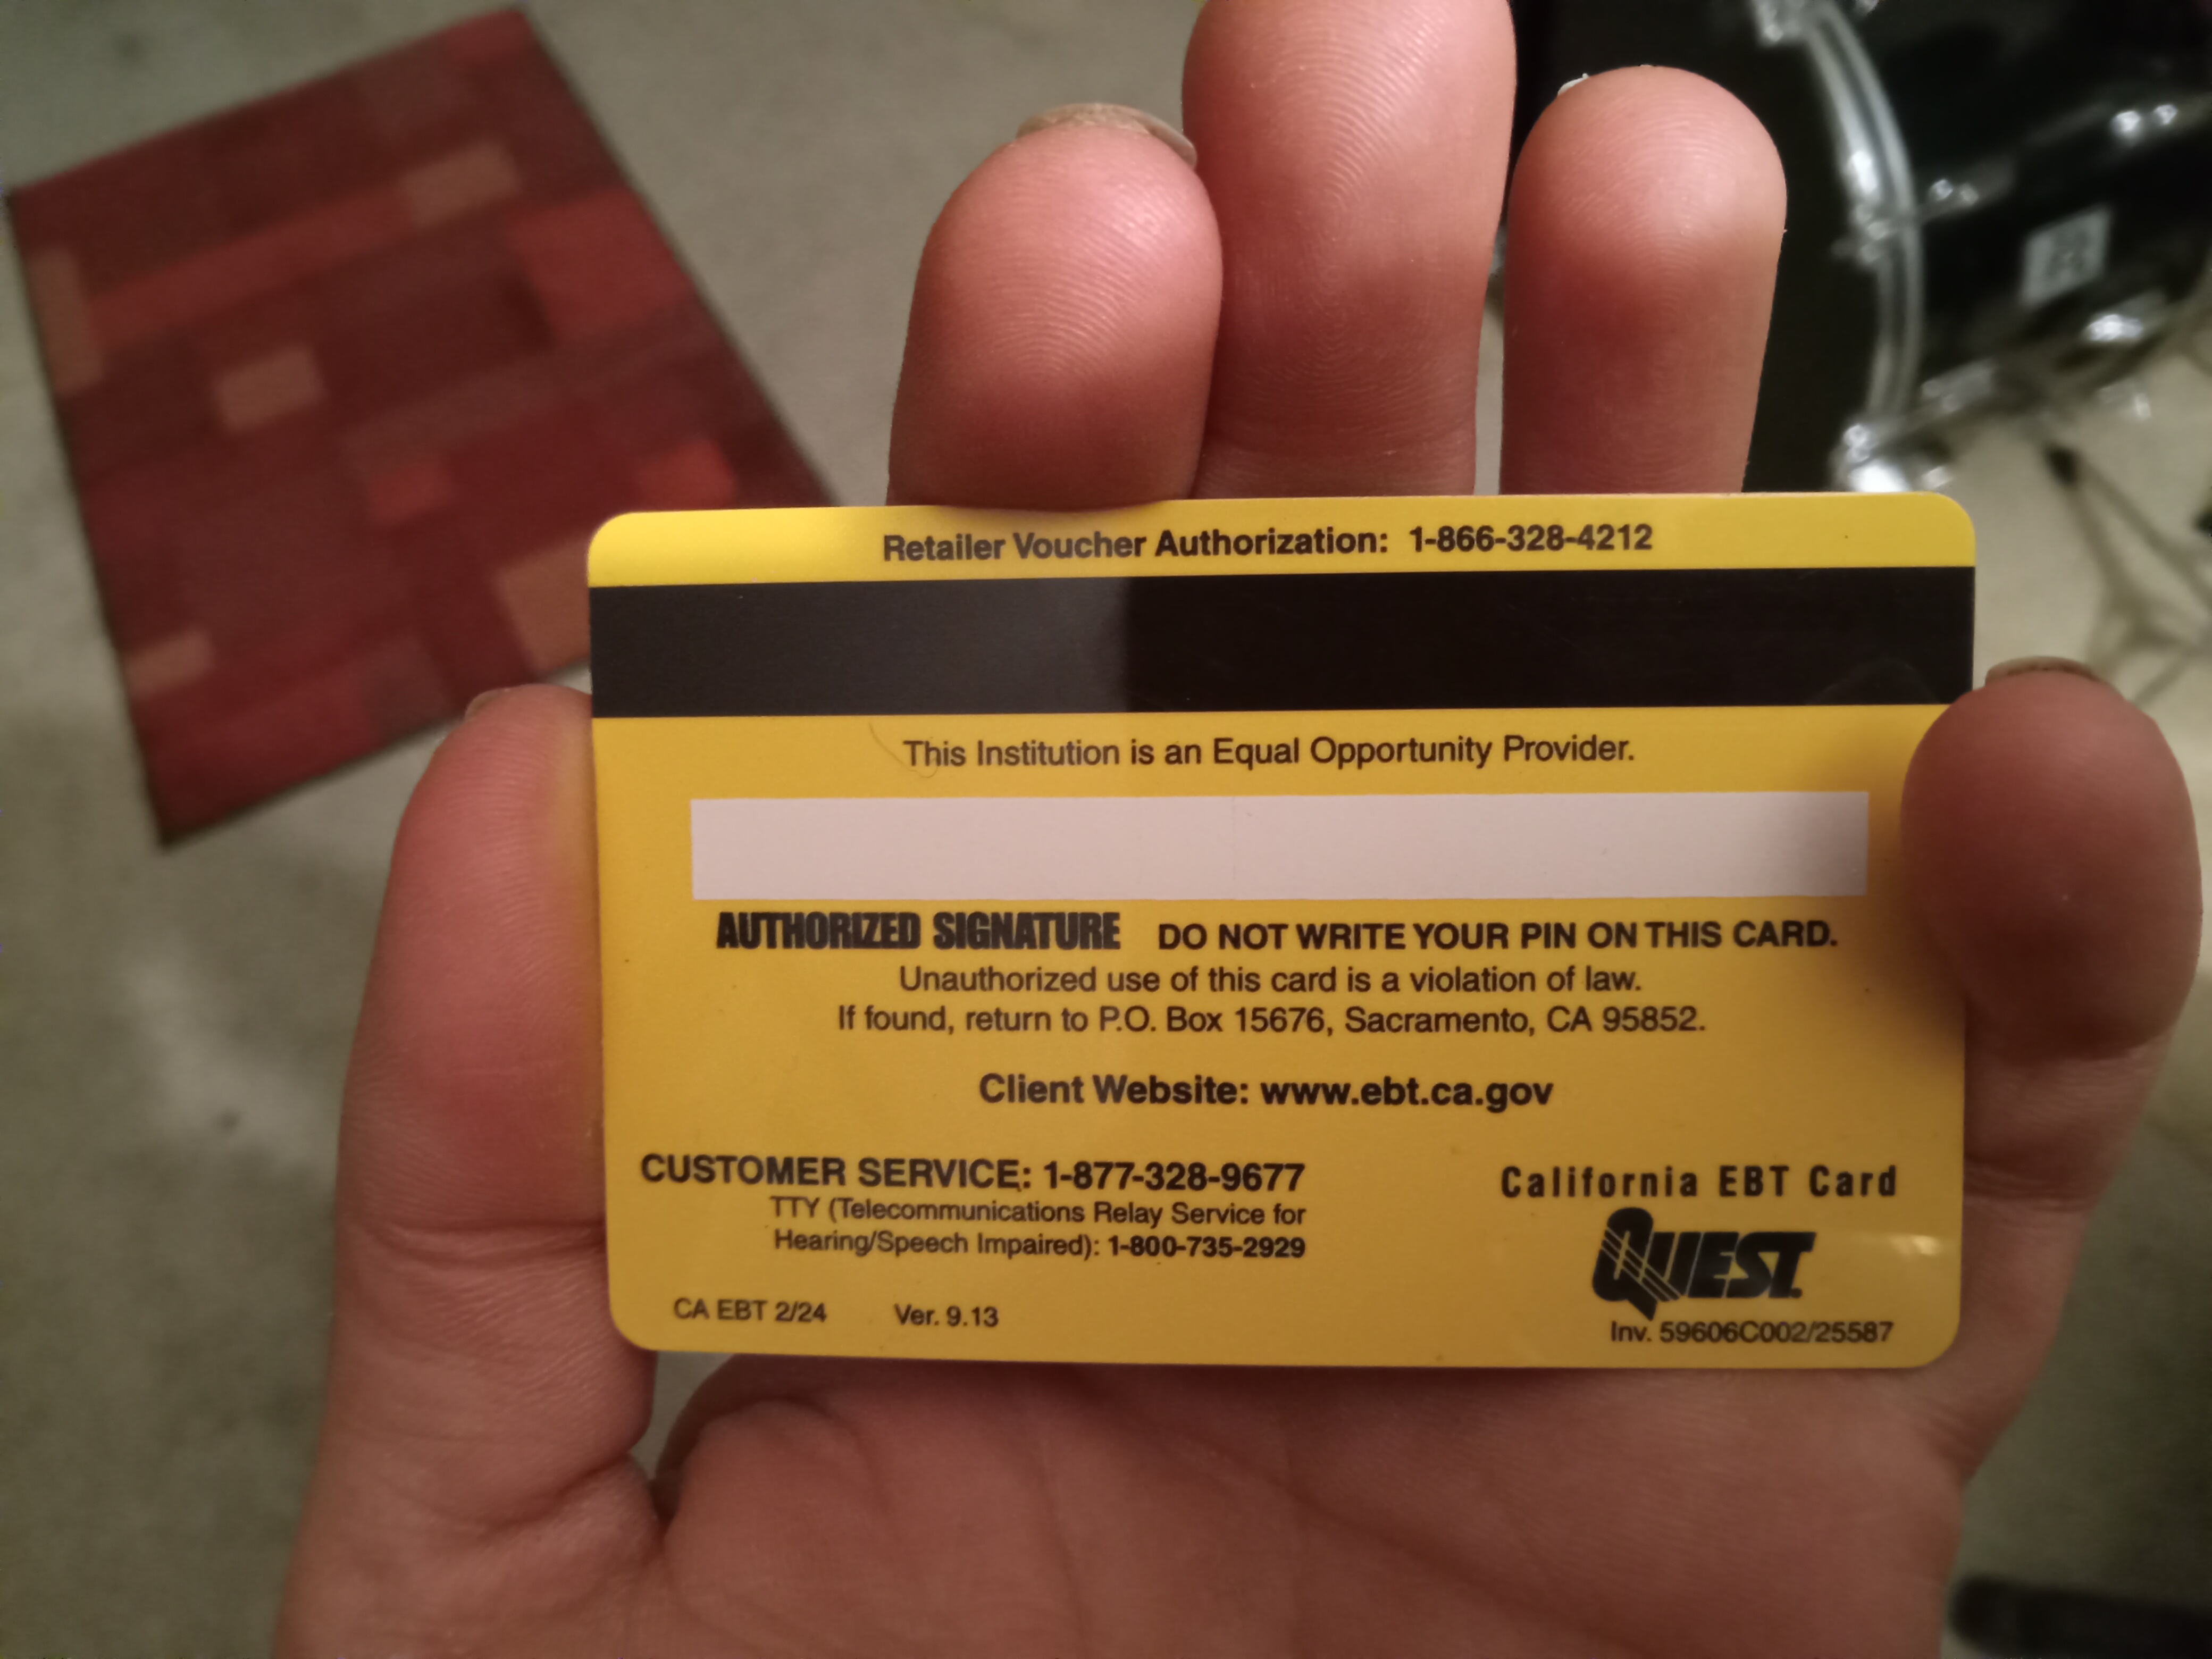 Retailer Voucher Authorization: 1-866-328-4212
This Institution is an Equal Opportunity Provider.
AUTHORIZED SIGNATURE DO NOT WRITE YOUR PIN ON THIS CARD.
Unauthorized use of this card is a violation of law.
If found, return to P.O. Box 15676, Sacramento, CA 95852.
Client Website: www.ebt.ca.gov
CUSTOMER SERVICE: 1-877-328-9677
TTY (Telecommunications Relay Service for
Hearing/Speech Impaired): 1-800-735-2929
CA EBT 2/24 Ver. 9.13
California EBT Card
QUEST
Inv. 59606C002/25587